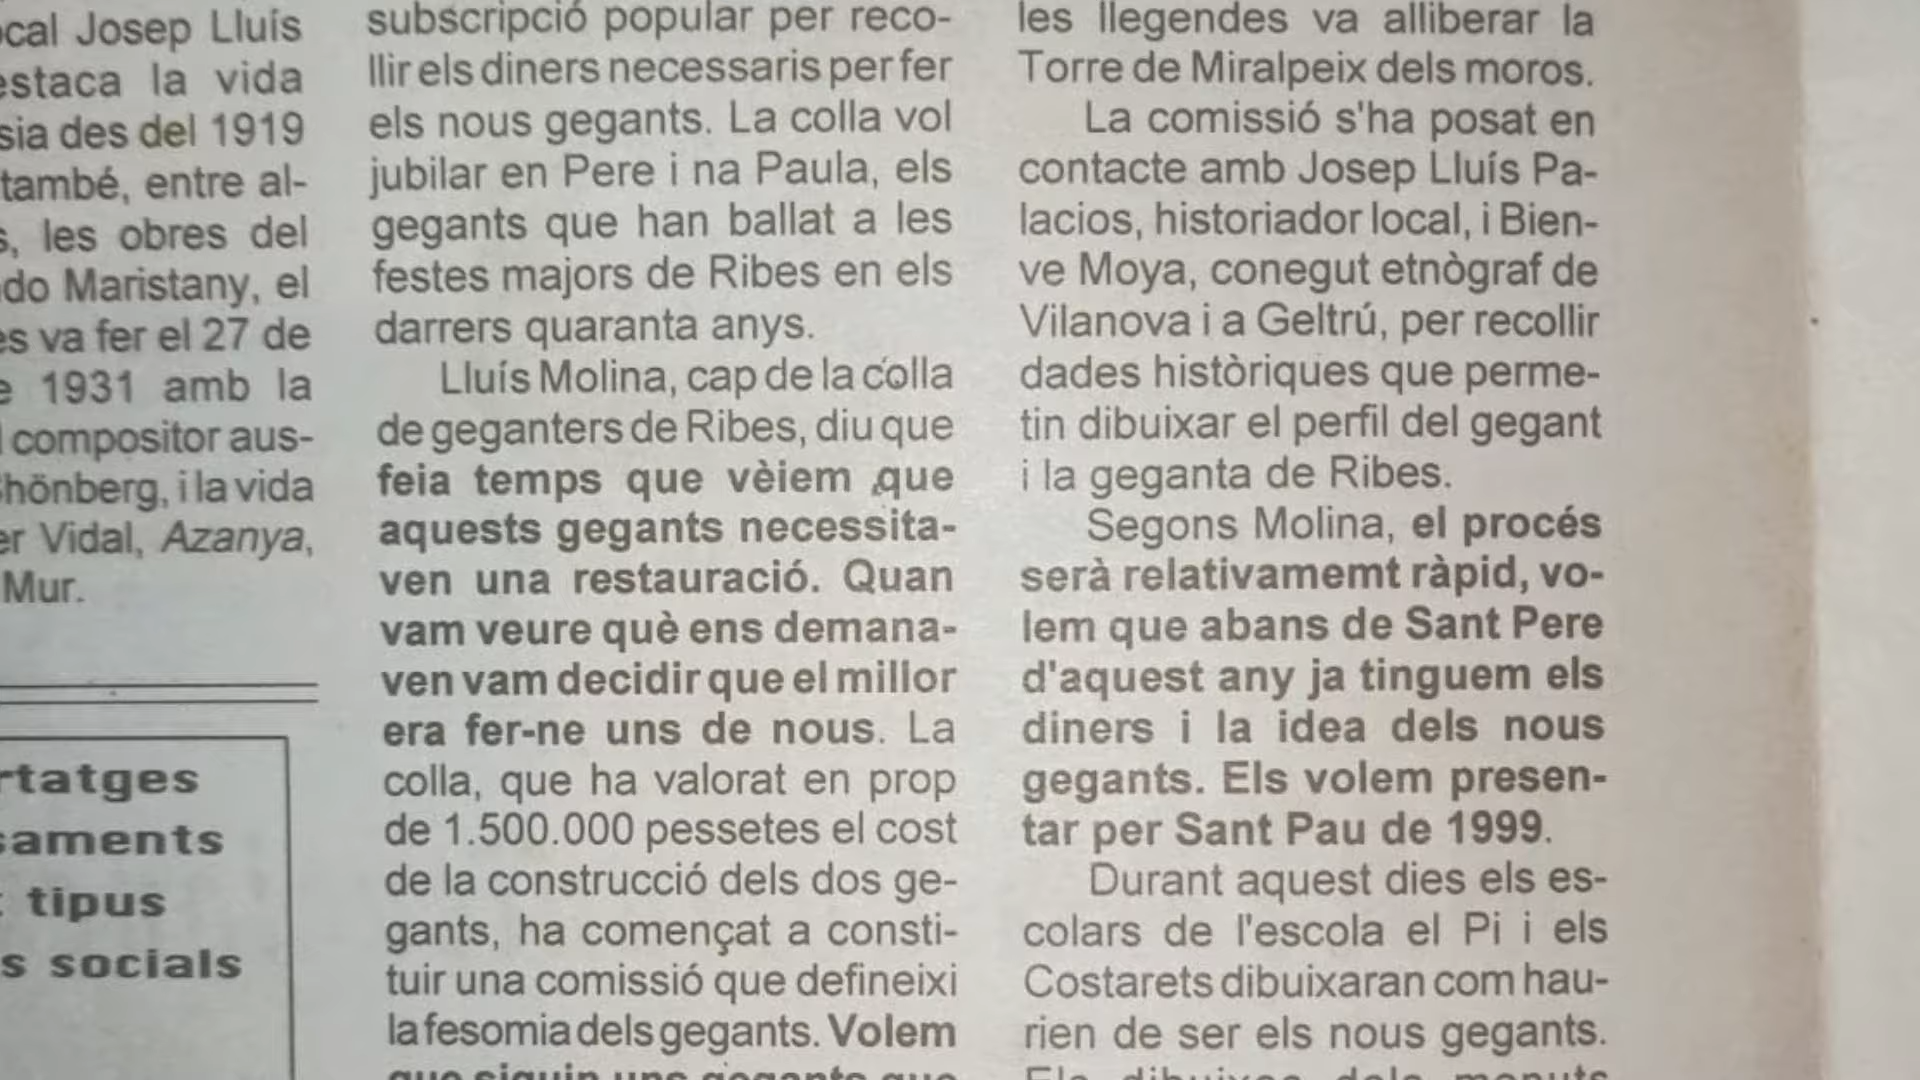 ocal Josep Lluís
estaca la vida
sia des del 1919
també, entre al-
s, les obres del
do Maristany, el
es va fer el 27 de
e 1931 amb la
l compositor aus-
Schönberg, i la vida
er Vidal, Azanya,
Mur.
rtatges
saments
t tipus
s socials
subscripció popular per reco-
llir els diners necessaris per fer
els nous gegants. La colla vol
jubilar en Pere i na Paula, els
gegants que han ballat a les
festes majors de Ribes en els
darrers quaranta anys.
Lluís Molina, cap de la colla
de geganters de Ribes, diu que
feia temps que vèiem que
aquests gegants necessita-
ven una restauració. Quan
vam veure què ens demana-
ven vam decidir que el millor
era fer-ne uns de nous. La
colla, que ha valorat en prop
de 1.500.000 pessetes el cost
de la construcció dels dos ge-
gants, ha començat a consti-
tuir una comissió que defineixi
la fesomia dels gegants. Volem
que siguin uns gegants que
les llegendes va alliberar la
Torre de Miralpeix dels moros.
La comissió s'ha posat en
contacte amb Josep Lluís Pa-
lacios, historiador local, i Bien-
ve Moya, conegut etnògraf de
Vilanova i a Geltrú, per recollir
dades històriques que perme-
tin dibuixar el perfil del gegant
i la geganta de Ribes.
Segons Molina, el procés
serà relativamemt ràpid, vo-
lem que abans de Sant Pere
d'aquest any ja tinguem els
diners i la idea dels nous
gegants. Els volem presen-
tar per Sant Pau de 1999.
Durant aquest dies els es-
colars de l'escola el Pi i els
Costarets dibuixaran com hau-
rien de ser els nous gegants.
Els dibuixos dels menuts